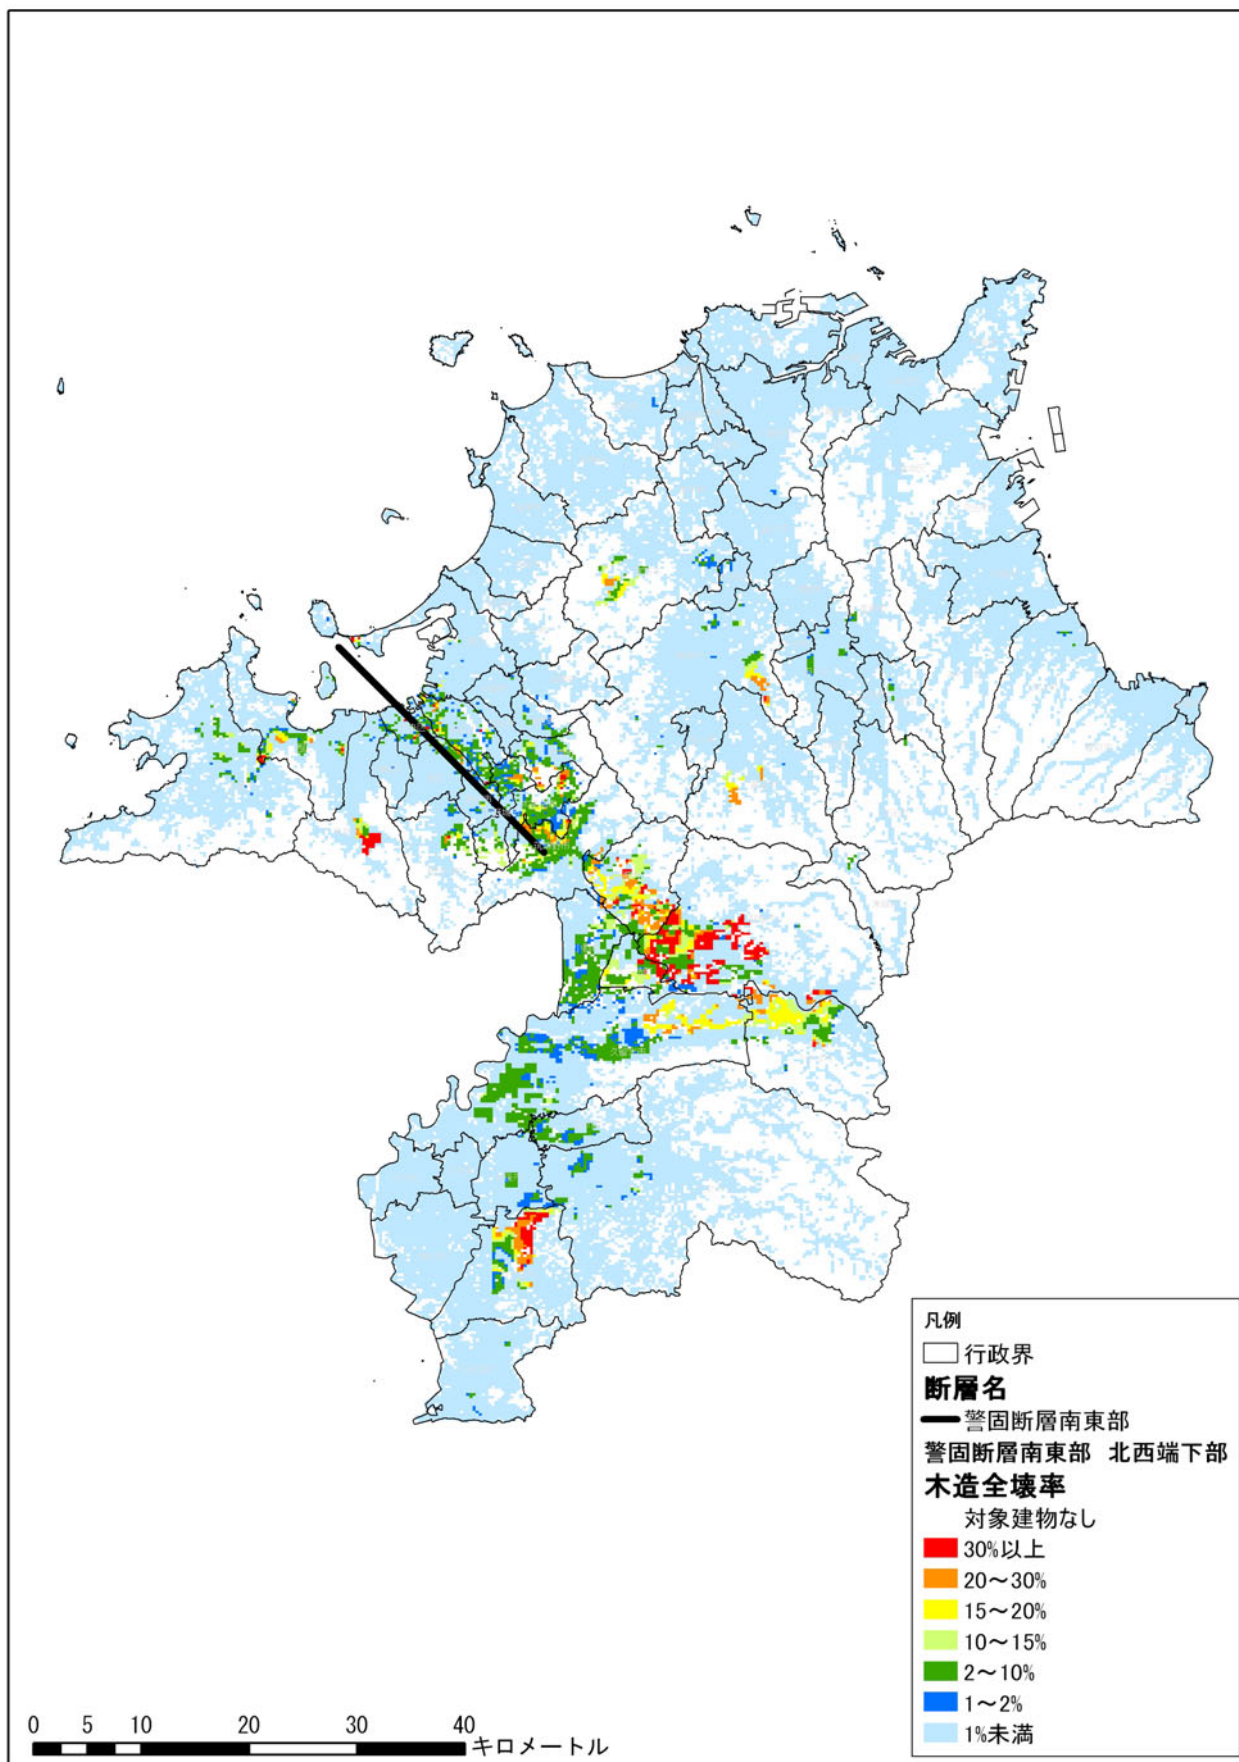 凡例
行政界
断層名
警固断層南東部
警固断層南東部 北西端下部
木造全壊率
対象建物なし
30%以上
20～30%
15～20%
10～15%
2～10%
1～2%
1%未満
0 5 10 20 30 40
キロメートル